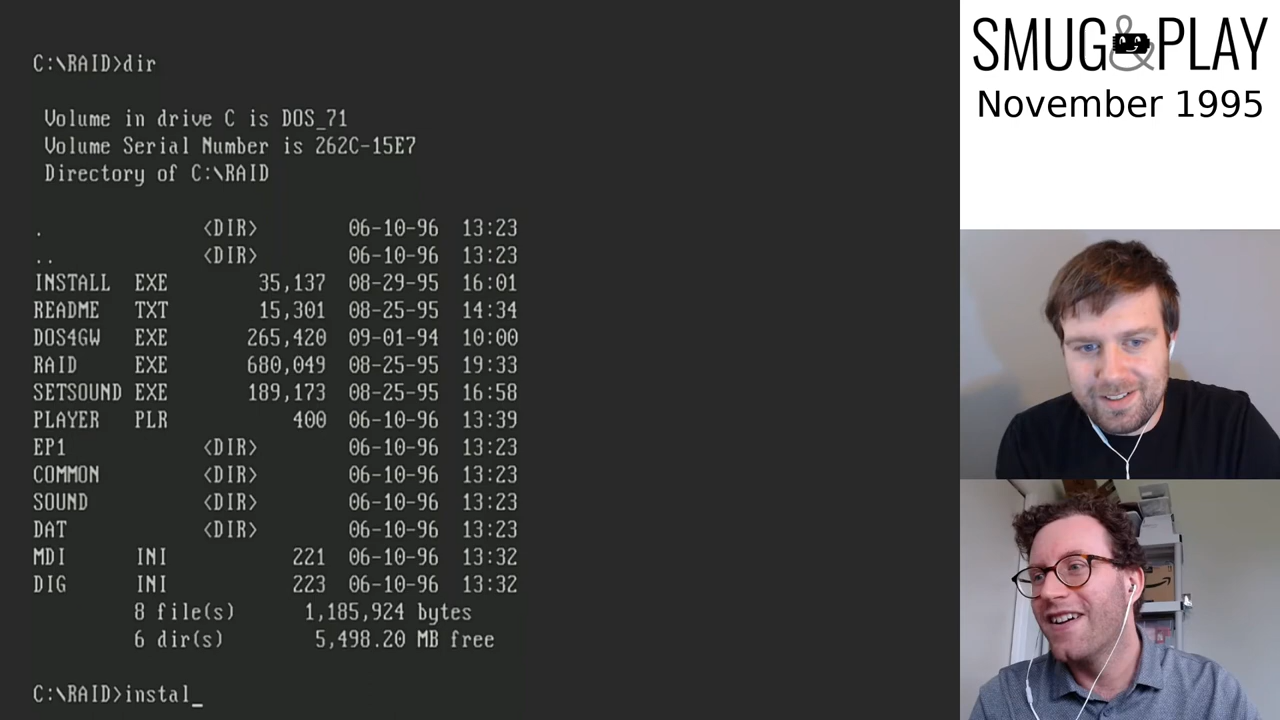 C:\RAID>dir
Volume in drive C is DOS_71
Volume Serial Number is 262C-15E7
Directory of C:\RAID
. <DIR> 06-10-96 13:23
.. <DIR> 06-10-96 13:23
INSTALL EXE 35,137 08-29-95 16:01
README TXT 15,301 08-25-95 14:34
DOS4GW EXE 265,420 09-01-94 10:00
RAID EXE 680,049 08-25-95 19:33
SETSOUND EXE 189,173 08-25-95 16:58
PLAYER PLR 400 06-10-96 13:39
EP1 <DIR> 06-10-96 13:23
COMMON <DIR> 06-10-96 13:23
SOUND <DIR> 06-10-96 13:23
DAT <DIR> 06-10-96 13:23
MDI INI 221 06-10-96 13:32
DIG INI 223 06-10-96 13:32
8 file(s) 1,185,924 bytes
6 dir(s) 5,498.20 MB free
C:\RAID>instal_
SMUG&PLAY
November 1995